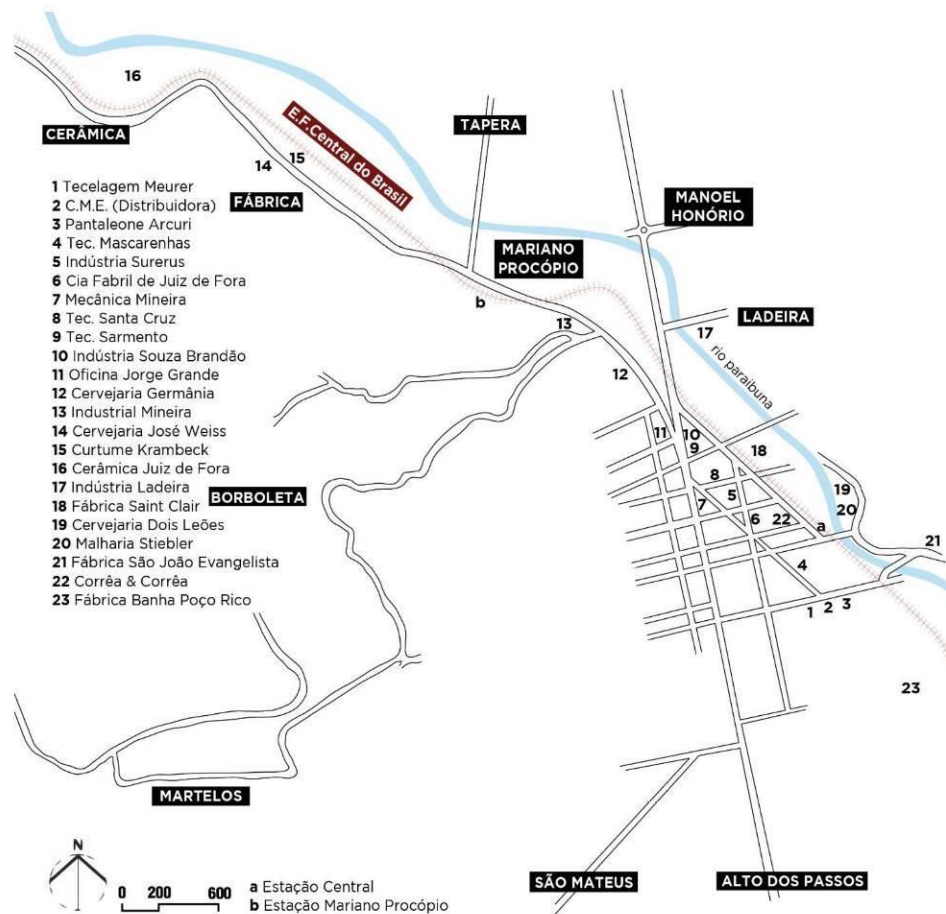 16
CERÂMICA
E.F.Central do Brasil
TAPERA
15
14
FÁBRICA
MANOEL
HONÓRIO
MARIANO
PROCÓPIO
b
13
17
LADEIRA
rio paraibuna
12
1 Tecelagem Meurer
2 C.M.E. (Distribuidora)
3 Pantaleone Arcuri
4 Tec. Mascarenhas
5 Indústria Surerus
6 Cia Fabril de Juiz de Fora
7 Mecânica Mineira
8 Tec. Santa Cruz
9 Tec. Sarmento
10 Indústria Souza Brandão
11 Oficina Jorge Grande
12 Cervejaria Germânia
13 Industrial Mineira
14 Cervejaria José Weiss
15 Curtume Krambeck
16 Cerâmica Juiz de Fora
17 Indústria Ladeira
18 Fábrica Saint Clair
19 Cervejaria Dois Leões
20 Malharia Stiebler
21 Fábrica São João Evangelista
22 Corrêa & Corrêa
23 Fábrica Banha Poço Rico
BORBOLETA
11
10
9
18
8
5
7
6
22
a
19
20
21
4
1
2
3
23
MARTELOS
SÃO MATEUS
ALTO DOS PASSOS
N
0 200 600
a Estação Central
b Estação Mariano Procópio